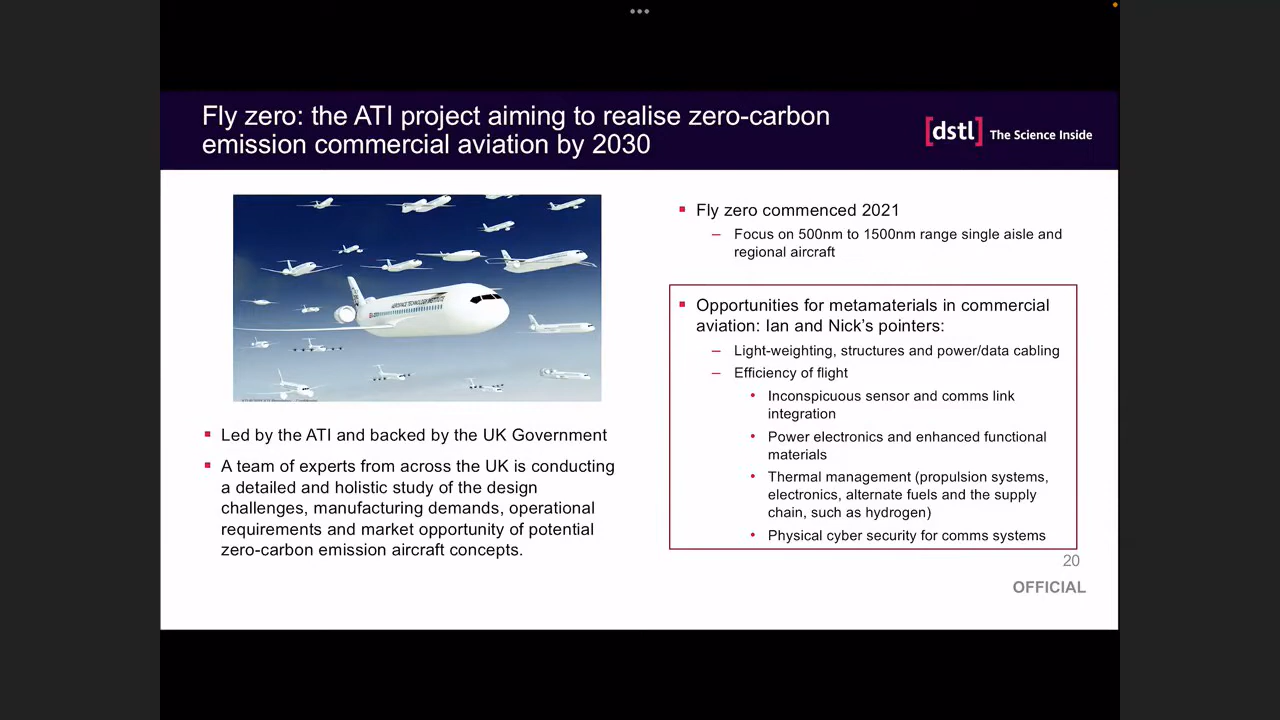 Fly zero: the ATI project aiming to realise zero-carbon
emission commercial aviation by 2030
[dstl] The Science Inside
AEROSPACE TECHNOLOGY INSTITUTE
▪ Led by the ATI and backed by the UK Government
▪ A team of experts from across the UK is conducting
a detailed and holistic study of the design
challenges, manufacturing demands, operational
requirements and market opportunity of potential
zero-carbon emission aircraft concepts.
▪ Fly zero commenced 2021
– Focus on 500nm to 1500nm range single aisle and
regional aircraft
▪ Opportunities for metamaterials in commercial
aviation: Ian and Nick's pointers:
– Light-weighting, structures and power/data cabling
– Efficiency of flight
• Inconspicuous sensor and comms link
integration
• Power electronics and enhanced functional
materials
• Thermal management (propulsion systems,
electronics, alternate fuels and the supply
chain, such as hydrogen)
• Physical cyber security for comms systems
20
OFFICIAL